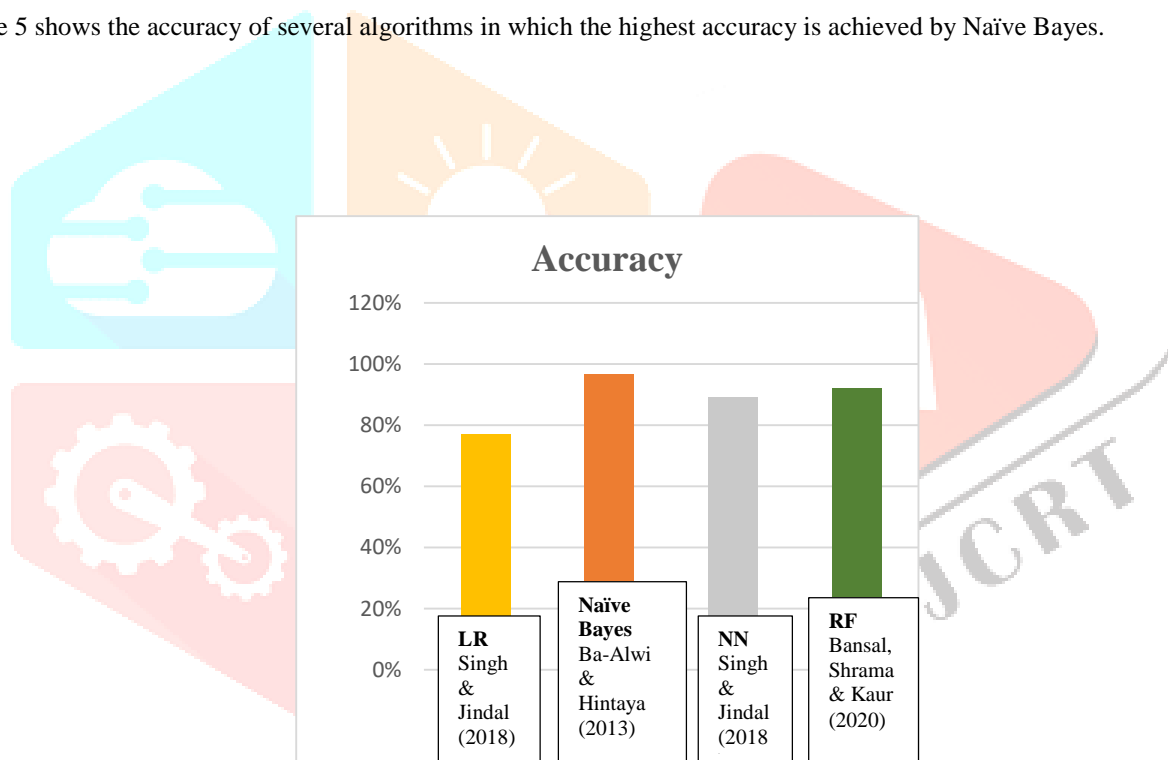 e 5 shows the accuracy of several algorithms in which the highest accuracy is achieved by Naïve Bayes.
Accuracy
120%
100%
80%
60%
40%
20%
0%
LR
Singh
&
Jindal
(2018)
Naïve
Bayes
Ba-Alwi
&
Hintaya
(2013)
NN
Singh
&
Jindal
(2018
RF
Bansal,
Shrama
& Kaur
(2020)
JCRT